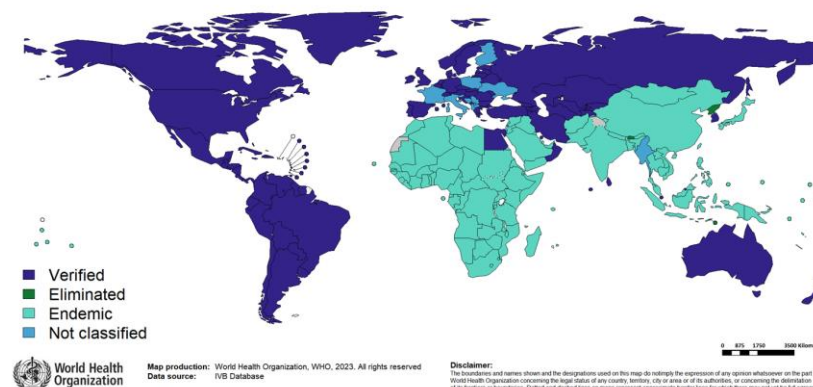 Verified
Eliminated
Endemic
Not classified
World Health
Organization
Map production: World Health Organization, WHO, 2023. All rights reserved
Data source: IVB Database
0 875 1750 3500 Kilom
Disclaimer:
The boundaries and names shown and the designations used on this map do notimply the expression of any opinion whatsoever on the part
World Health Organization concerning the legal status of any country, territory, city or area or of its authorities, or concerning the delimitation